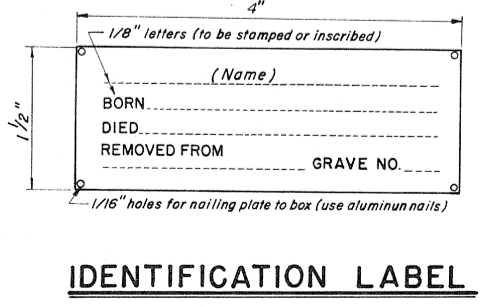 4"
1/8" letters (to be stamped or inscribed)
1 1/2"
(Name)
BORN
DIED
REMOVED FROM
GRAVE NO.
1/16" holes for nailing plate to box (use aluminun nails)
IDENTIFICATION LABEL